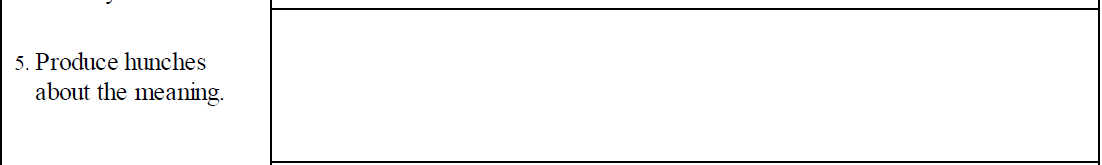 5. Produce hunches
about the meaning.